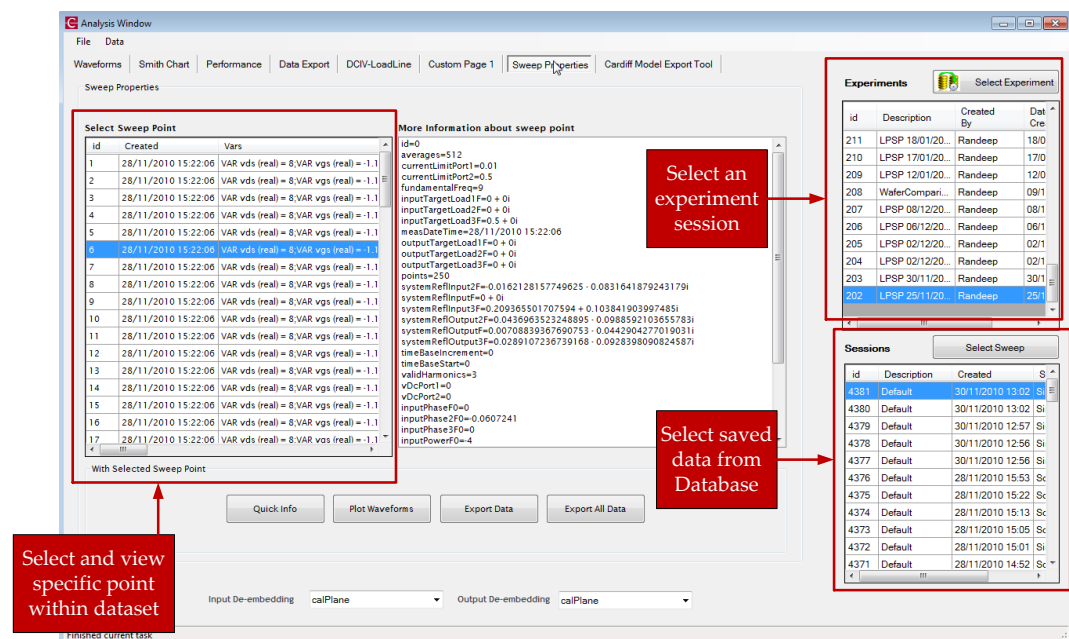 Analysis Window
File Data
Waveforms Smith Chart Performance Data Export DCIV-LoadLine Custom Page 1 Sweep Properties Cardiff Model Export Tool
Sweep Properties
Select Sweep Point
id Created Vars
1 28/11/2010 15:22:06 VAR vds (real) = 8;VAR vgs (real) = -1.1
2 28/11/2010 15:22:06 VAR vds (real) = 8;VAR vgs (real) = -1.1
3 28/11/2010 15:22:06 VAR vds (real) = 8;VAR vgs (real) = -1.1
4 28/11/2010 15:22:06 VAR vds (real) = 8;VAR vgs (real) = -1.1
5 28/11/2010 15:22:06 VAR vds (real) = 8;VAR vgs (real) = -1.1
6 28/11/2010 15:22:06 VAR vds (real) = 8;VAR vgs (real) = -1.1
7 28/11/2010 15:22:06 VAR vds (real) = 8;VAR vgs (real) = -1.1
8 28/11/2010 15:22:06 VAR vds (real) = 8;VAR vgs (real) = -1.1
9 28/11/2010 15:22:06 VAR vds (real) = 8;VAR vgs (real) = -1.1
10 28/11/2010 15:22:06 VAR vds (real) = 8;VAR vgs (real) = -1.1
11 28/11/2010 15:22:06 VAR vds (real) = 8;VAR vgs (real) = -1.1
12 28/11/2010 15:22:06 VAR vds (real) = 8;VAR vgs (real) = -1.1
13 28/11/2010 15:22:06 VAR vds (real) = 8;VAR vgs (real) = -1.1
14 28/11/2010 15:22:06 VAR vds (real) = 8;VAR vgs (real) = -1.1
15 28/11/2010 15:22:06 VAR vds (real) = 8;VAR vgs (real) = -1.1
16 28/11/2010 15:22:06 VAR vds (real) = 8;VAR vgs (real) = -1.1
17 28/11/2010 15:22:06 VAR vds (real) = 8;VAR vgs (real) = -1.1
More Information about sweep point
id=0
averages=512
currentLimitPort1=0.01
currentLimitPort2=0.5
fundamentalFreq=9
inputTargetLoad1F=0 + 0i
inputTargetLoad2F=0 + 0i
inputTargetLoad3F=0.5 + 0i
measDateTime=28/11/2010 15:22:06
outputTargetLoad1F=0 + 0i
outputTargetLoad2F=0 + 0i
outputTargetLoad3F=0 + 0i
points=250
systemReflInput2F=-0.0162128157749625 - 0.0831641879243179i
systemReflInputF=0 + 0i
systemReflInput3F=0.209365501707594 + 0.103841903997485i
systemReflOutput2F=0.0436963523248895 - 0.0988592103655783i
systemReflOutputF=0.00708839367690753 - 0.0442904277019031i
systemReflOutput3F=0.0289107236739168 - 0.0928398090824587i
timeBaseIncrement=0
timeBaseStart=0
validHarmonics=3
vDcPort1=0
vDcPort2=0
inputPhaseF0=0
inputPhase2F0=-0.0607241
inputPhase3F0=0
inputPowerF0=-4
Experiments Select Experiment
id Description Created By Dat Cre
211 LPSP 18/01/20... Randeep 18/0
210 LPSP 17/01/20... Randeep 17/0
209 LPSP 12/01/20... Randeep 12/0
208 WaferCompari... Randeep 09/1
207 LPSP 08/12/20... Randeep 08/1
206 LPSP 06/12/20... Randeep 06/1
205 LPSP 02/12/20... Randeep 02/1
204 LPSP 02/12/20... Randeep 02/1
203 LPSP 30/11/20... Randeep 30/1
202 LPSP 25/11/20... Randeep 25/1
Sessions Select Sweep
id Description Created S
4381 Default 30/11/2010 13:02 Si
4380 Default 30/11/2010 13:02 Si
4379 Default 30/11/2010 12:57 Si
4378 Default 30/11/2010 12:56 Si
4377 Default 30/11/2010 12:56 Si
4376 Default 28/11/2010 15:53 Sc
4375 Default 28/11/2010 15:22 Sc
4374 Default 28/11/2010 15:13 Sc
4373 Default 28/11/2010 15:05 Sc
4372 Default 28/11/2010 15:01 Si
4371 Default 28/11/2010 14:52 Sc
Select an
experiment
session
Select saved
data from
Database
With Selected Sweep Point
Quick Info Plot Waveforms Export Data Export All Data
Select and view
specific point
within dataset
Input De-embedding calPlane Output De-embedding calPlane
Finished current task